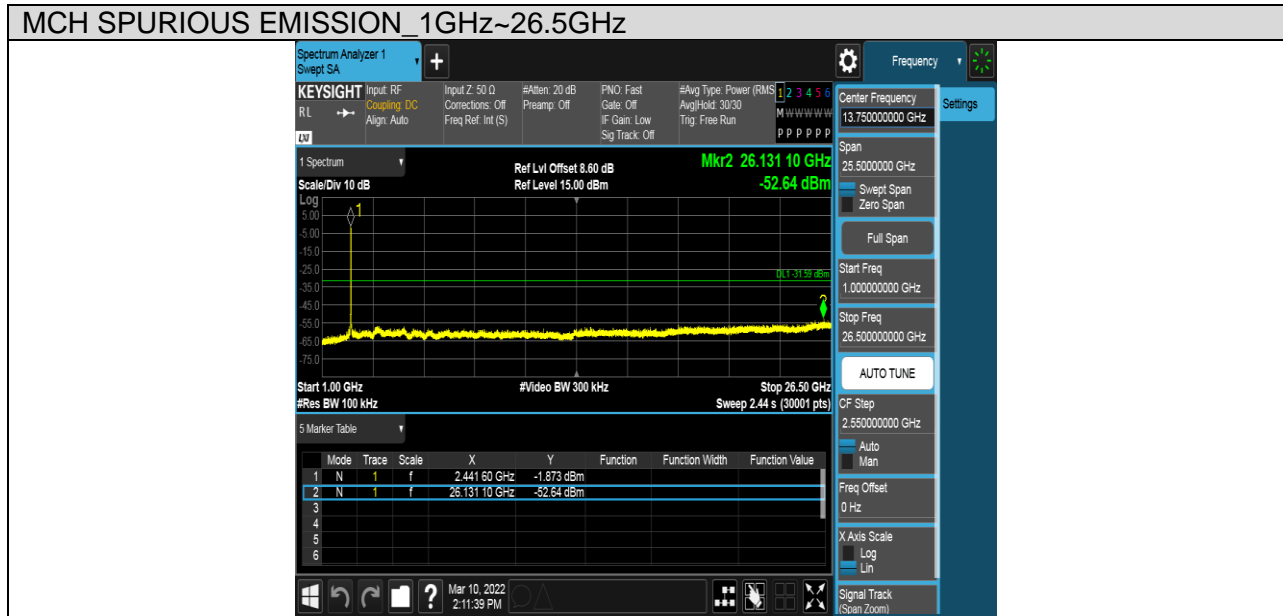 MCH SPURIOUS EMISSION_1GHz~26.5GHz
Spectrum Analyzer 1
Swept SA
Frequency
KEYSIGHT Input: RF Input Z: 50 Ω #Atten: 20 dB PNO: Fast #Avg Type: Power (RMS 1 2 3 4 5 6
RL Coupling: DC Corrections: Off Preamp: Off Gate: Off Avg|Hold: 30/30 M W W W W W
Align: Auto Freq Ref: Int (S) IF Gain: Low Trig: Free Run
LXI Sig Track: Off P P P P P P
Center Frequency
13.750000000 GHz
Settings
1 Spectrum
Ref Lvl Offset 8.60 dB
Mkr2 26.131 10 GHz
Scale/Div 10 dB
Ref Level 15.00 dBm
-52.64 dBm
Log
5.00
-5.00
-15.0
-25.0
-35.0
-45.0
-55.0
-65.0
-75.0
1
DL1 -31.59 dBm
2
Start 1.00 GHz #Video BW 300 kHz Stop 26.50 GHz
#Res BW 100 kHz Sweep 2.44 s (30001 pts)
Span
25.5000000 GHz
Swept Span
Zero Span
Full Span
Start Freq
1.000000000 GHz
Stop Freq
26.500000000 GHz
AUTO TUNE
CF Step
2.550000000 GHz
Auto
Man
Freq Offset
0 Hz
X Axis Scale
Log
Lin
Signal Track
(Span Zoom)
5 Marker Table
Mode Trace Scale X Y Function Function Width Function Value
1 N 1 f 2.441 60 GHz -1.873 dBm
2 N 1 f 26.131 10 GHz -52.64 dBm
3
4
5
6
? Mar 10, 2022
2:11:39 PM